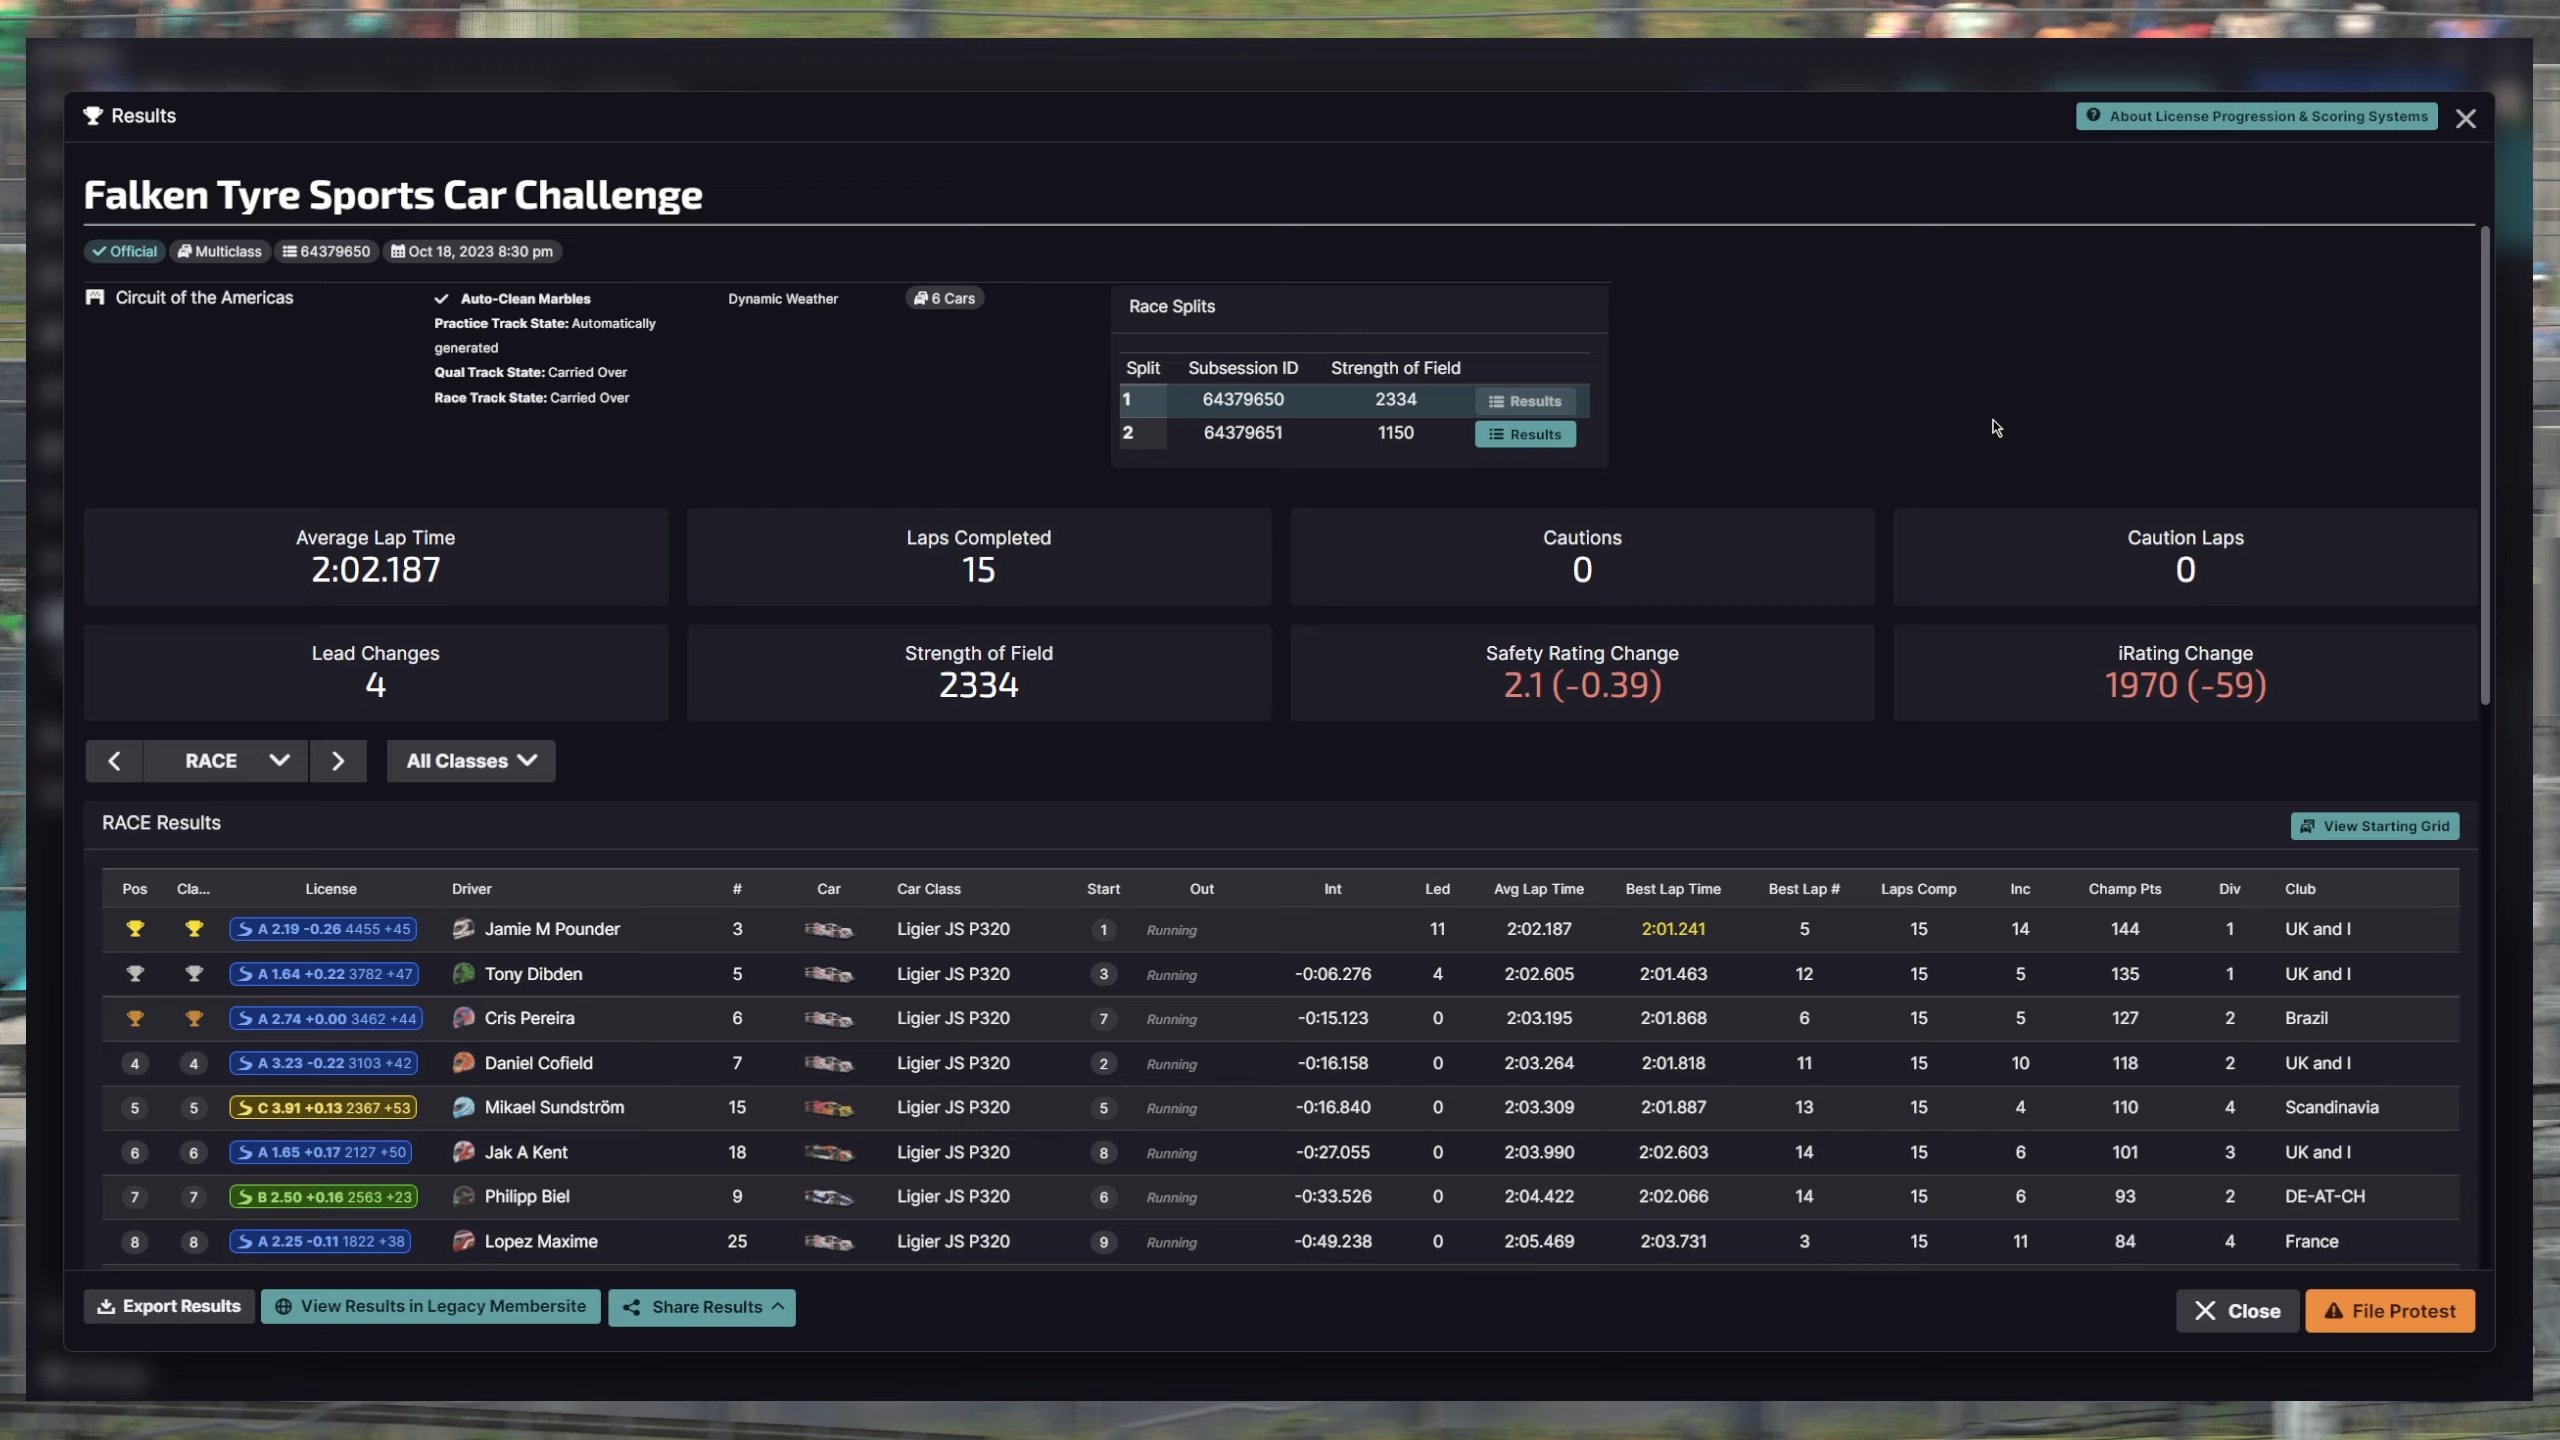 Results
About License Progression & Scoring Systems
Falken Tyre Sports Car Challenge
Official Multiclass 64379650 Oct 18, 2023 8:30 pm
Circuit of the Americas
Auto-Clean Marbles
Practice Track State: Automatically
generated
Qual Track State: Carried Over
Race Track State: Carried Over
Dynamic Weather
6 Cars
Race Splits
Split Subsession ID Strength of Field
1 64379650 2334 Results
2 64379651 1150 Results
Average Lap Time
2:02.187
Laps Completed
15
Cautions
0
Caution Laps
0
Lead Changes
4
Strength of Field
2334
Safety Rating Change
2.1 (-0.39)
iRating Change
1970 (-59)
RACE All Classes
RACE Results
View Starting Grid
Pos Cla... License Driver # Car Car Class Start Out Int Led Avg Lap Time Best Lap Time Best Lap # Laps Comp Inc Champ Pts Div Club
A 2.19 -0.26 4455 +45 Jamie M Pounder 3 Ligier JS P320 1 Running 11 2:02.187 2:01.241 5 15 14 144 1 UK and I
A 1.64 +0.22 3782 +47 Tony Dibden 5 Ligier JS P320 3 Running -0:06.276 4 2:02.605 2:01.463 12 15 5 135 1 UK and I
A 2.74 +0.00 3462 +44 Cris Pereira 6 Ligier JS P320 7 Running -0:15.123 0 2:03.195 2:01.868 6 15 5 127 2 Brazil
4 4 A 3.23 -0.22 3103 +42 Daniel Cofield 7 Ligier JS P320 2 Running -0:16.158 0 2:03.264 2:01.818 11 15 10 118 2 UK and I
5 5 C 3.91 +0.13 2367 +53 Mikael Sundström 15 Ligier JS P320 5 Running -0:16.840 0 2:03.309 2:01.887 13 15 4 110 4 Scandinavia
6 6 A 1.65 +0.17 2127 +50 Jak A Kent 18 Ligier JS P320 8 Running -0:27.055 0 2:03.990 2:02.603 14 15 6 101 3 UK and I
7 7 B 2.50 +0.16 2563 +23 Philipp Biel 9 Ligier JS P320 6 Running -0:33.526 0 2:04.422 2:02.066 14 15 6 93 2 DE-AT-CH
8 8 A 2.25 -0.11 1822 +38 Lopez Maxime 25 Ligier JS P320 9 Running -0:49.238 0 2:05.469 2:03.731 3 15 11 84 4 France
Export Results View Results in Legacy Membersite Share Results
Close File Protest